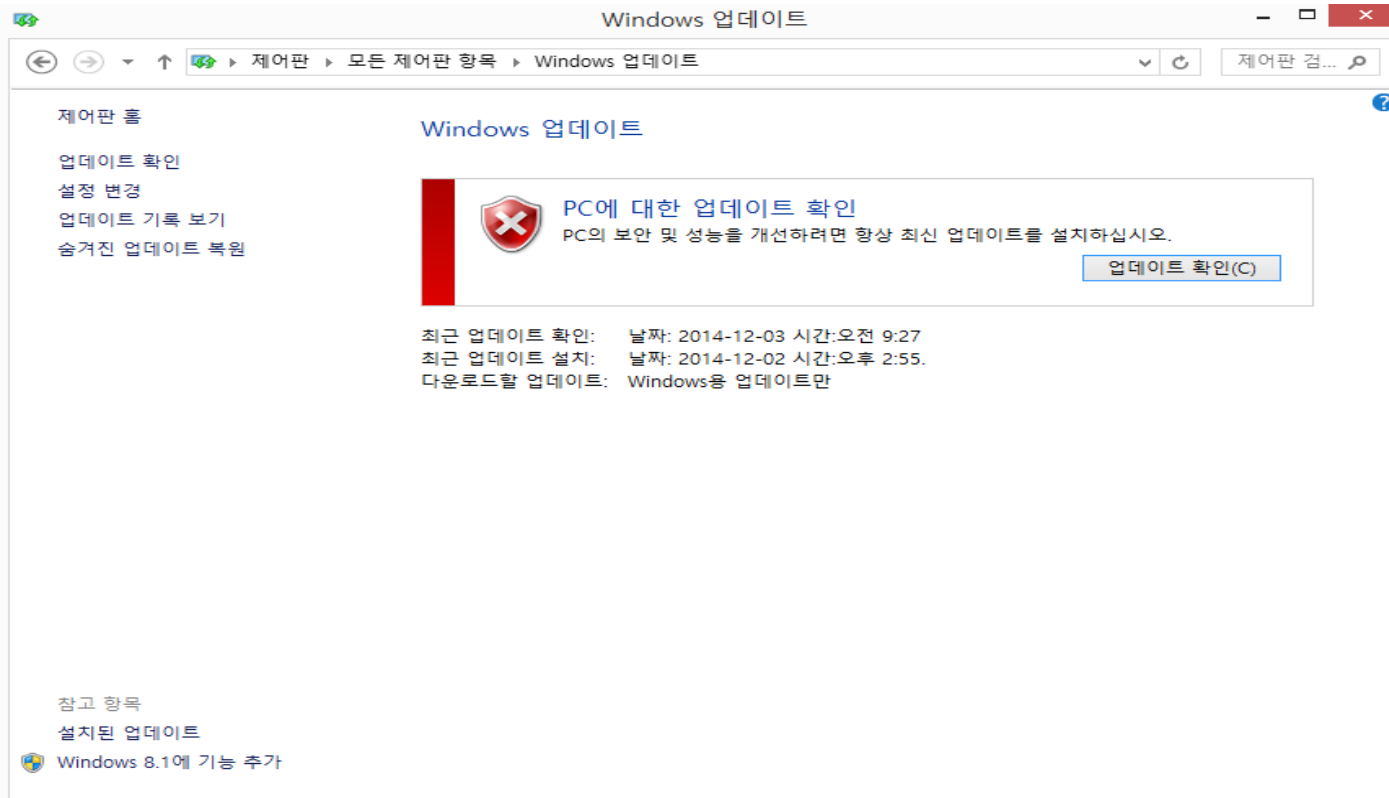 Windows 업데이트
제어판 ▸ 모든 제어판 항목 ▸ Windows 업데이트
제어판 검...
제어판 홈
업데이트 확인
설정 변경
업데이트 기록 보기
숨겨진 업데이트 복원
Windows 업데이트
PC에 대한 업데이트 확인
PC의 보안 및 성능을 개선하려면 항상 최신 업데이트를 설치하십시오.
업데이트 확인(C)
최근 업데이트 확인: 날짜: 2014-12-03 시간:오전 9:27
최근 업데이트 설치: 날짜: 2014-12-02 시간:오후 2:55.
다운로드할 업데이트: Windows용 업데이트만
참고 항목
설치된 업데이트
Windows 8.1에 기능 추가